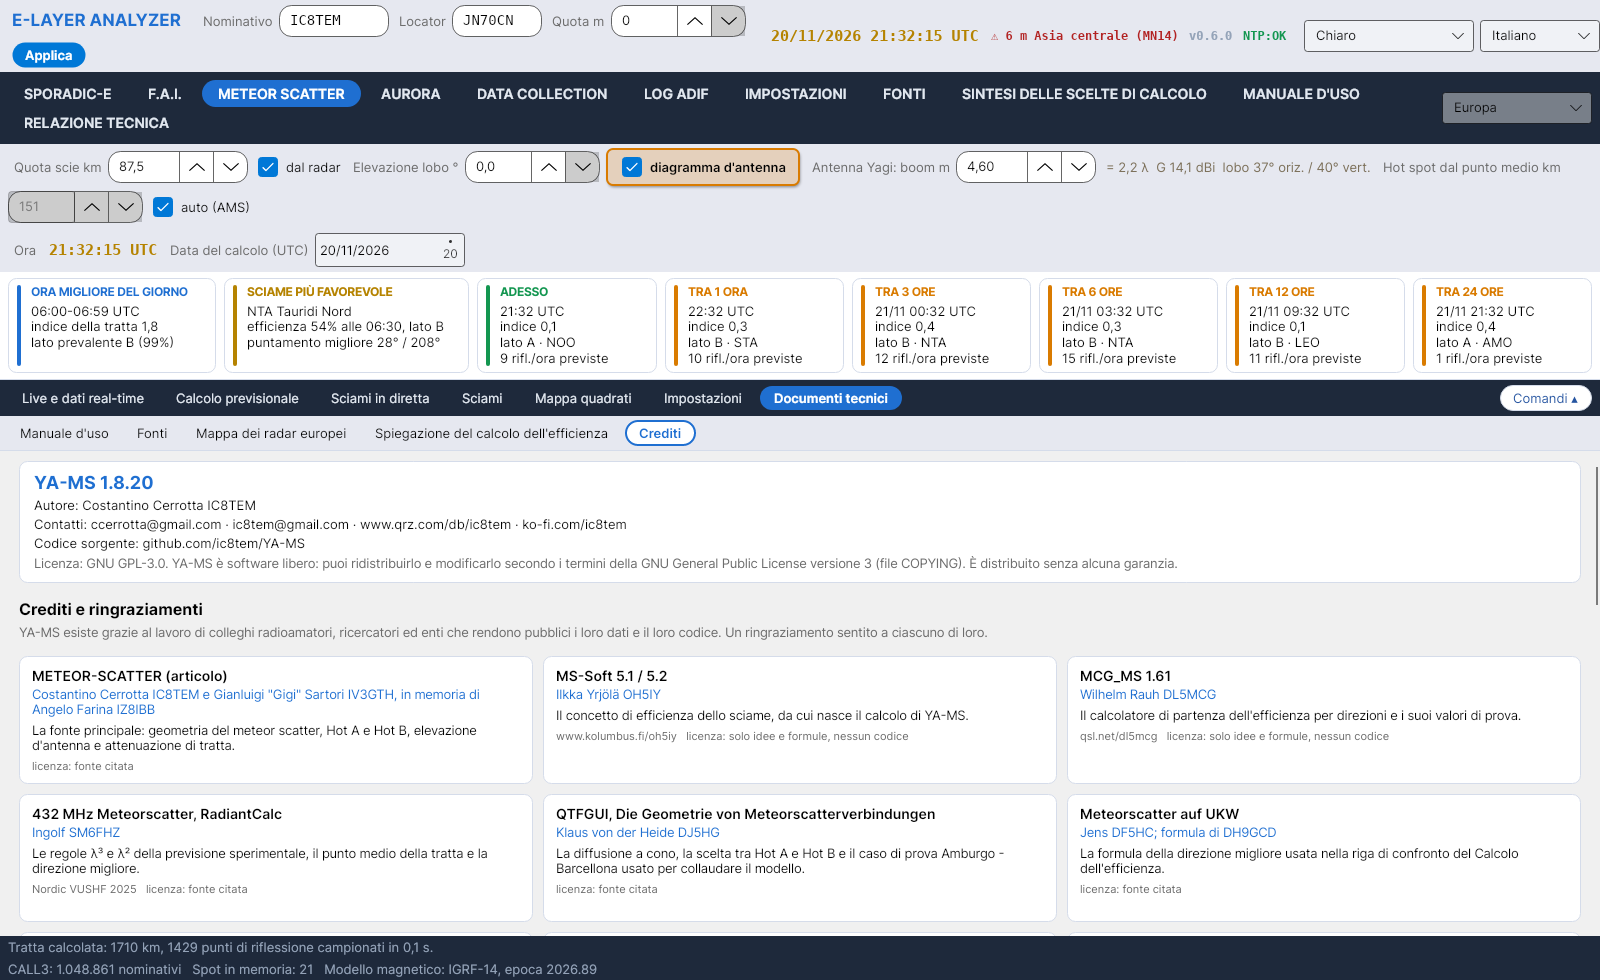 E-LAYER ANALYZER Nominativo IC8TEM Locator JN70CN Quota m 0
20/11/2026 21:32:15 UTC ⚠ 6 m Asia centrale (MN14) v0.6.0 NTP:OK Chiaro Italiano
Applica
SPORADIC-E F.A.I. METEOR SCATTER AURORA DATA COLLECTION LOG ADIF IMPOSTAZIONI FONTI SINTESI DELLE SCELTE DI CALCOLO MANUALE D'USO
RELAZIONE TECNICA
Europa
Quota scie km 87,5 dal radar Elevazione lobo ° 0,0 diagramma d'antenna Antenna Yagi: boom m 4,60 = 2,2 λ G 14,1 dBi lobo 37° oriz. / 40° vert. Hot spot dal punto medio km
151 auto (AMS)
Ora 21:32:15 UTC Data del calcolo (UTC) 20/11/2026 20
ORA MIGLIORE DEL GIORNO
06:00-06:59 UTC
indice della tratta 1,8
lato prevalente B (99%)
SCIAME PIÙ FAVOREVOLE
NTA Tauridi Nord
efficienza 54% alle 06:30, lato B
puntamento migliore 28° / 208°
ADESSO
21:32 UTC
indice 0,1
lato A · NOO
9 rifl./ora previste
TRA 1 ORA
22:32 UTC
indice 0,3
lato B · STA
10 rifl./ora previste
TRA 3 ORE
21/11 00:32 UTC
indice 0,4
lato B · NTA
12 rifl./ora previste
TRA 6 ORE
21/11 03:32 UTC
indice 0,3
lato B · NTA
15 rifl./ora previste
TRA 12 ORE
21/11 09:32 UTC
indice 0,1
lato B · LEO
11 rifl./ora previste
TRA 24 ORE
21/11 21:32 UTC
indice 0,4
lato A · AMO
1 rifl./ora previste
Live e dati real-time Calcolo previsionale Sciami in diretta Sciami Mappa quadrati Impostazioni Documenti tecnici Comandi ▴
Manuale d'uso Fonti Mappa dei radar europei Spiegazione del calcolo dell'efficienza Crediti
YA-MS 1.8.20
Autore: Costantino Cerrotta IC8TEM
Contatti: ccerrotta@gmail.com · ic8tem@gmail.com · www.qrz.com/db/ic8tem · ko-fi.com/ic8tem
Codice sorgente: github.com/ic8tem/YA-MS
Licenza: GNU GPL-3.0. YA-MS è software libero: puoi ridistribuirlo e modificarlo secondo i termini della GNU General Public License versione 3 (file COPYING). È distribuito senza alcuna garanzia.
Crediti e ringraziamenti
YA-MS esiste grazie al lavoro di colleghi radioamatori, ricercatori ed enti che rendono pubblici i loro dati e il loro codice. Un ringraziamento sentito a ciascuno di loro.
METEOR-SCATTER (articolo)
Costantino Cerrotta IC8TEM e Gianluigi "Gigi" Sartori IV3GTH, in memoria di
Angelo Farina IZ8IBB
La fonte principale: geometria del meteor scatter, Hot A e Hot B, elevazione
d'antenna e attenuazione di tratta.
licenza: fonte citata
MS-Soft 5.1 / 5.2
Ilkka Yrjölä OH5IY
Il concetto di efficienza dello sciame, da cui nasce il calcolo di YA-MS.
www.kolumbus.fi/oh5iy licenza: solo idee e formule, nessun codice
MCG_MS 1.61
Wilhelm Rauh DL5MCG
Il calcolatore di partenza dell'efficienza per direzioni e i suoi valori di prova.
qsl.net/dl5mcg licenza: solo idee e formule, nessun codice
432 MHz Meteorscatter, RadiantCalc
Ingolf SM6FHZ
Le regole λ³ e λ² della previsione sperimentale, il punto medio della tratta e la
direzione migliore.
Nordic VUSHF 2025 licenza: fonte citata
QTFGUI, Die Geometrie von Meteorscatterverbindungen
Klaus von der Heide DJ5HG
La diffusione a cono, la scelta tra Hot A e Hot B e il caso di prova Amburgo -
Barcellona usato per collaudare il modello.
licenza: fonte citata
Meteorscatter auf UKW
Jens DF5HC; formula di DH9GCD
La formula della direzione migliore usata nella riga di confronto del Calcolo
dell'efficienza.
licenza: fonte citata
Tratta calcolata: 1710 km, 1429 punti di riflessione campionati in 0,1 s.
CALL3: 1.048.861 nominativi Spot in memoria: 21 Modello magnetico: IGRF-14, epoca 2026.89